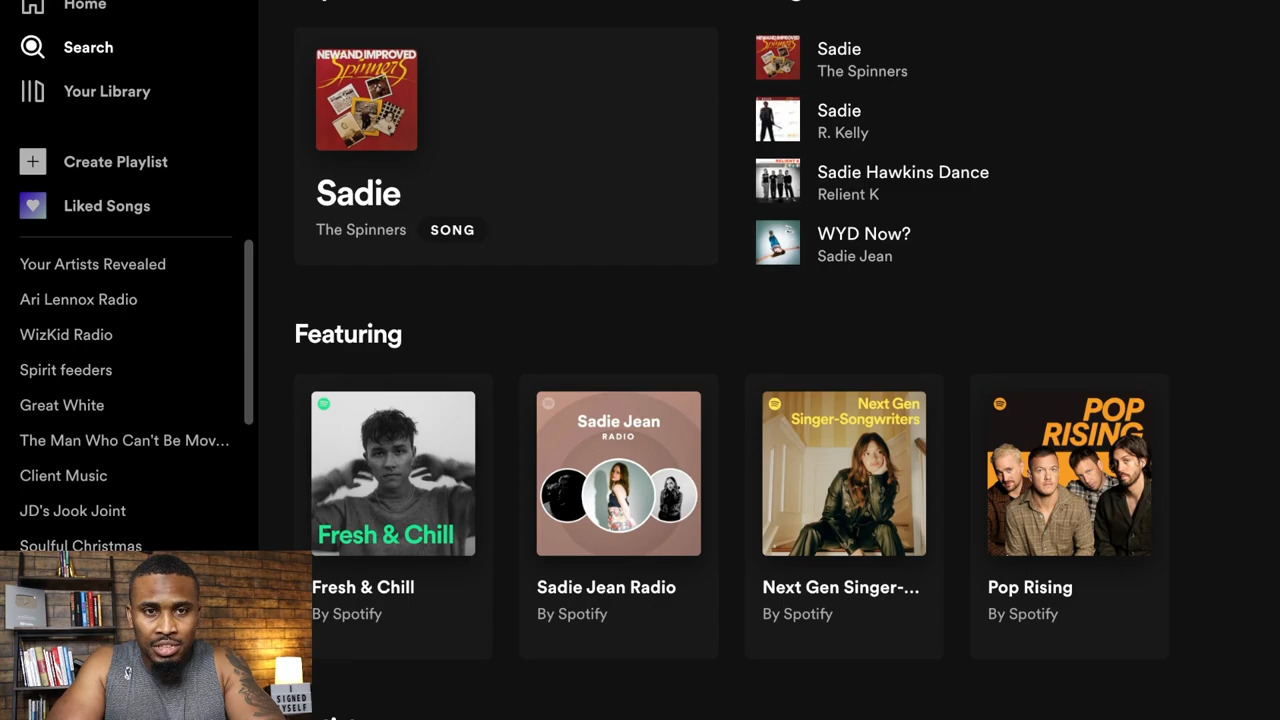 Home
Search
Your Library
Create Playlist
Liked Songs
Your Artists Revealed
Ari Lennox Radio
WizKid Radio
Spirit feeders
Great White
The Man Who Can't Be Mov...
Client Music
JD's Jook Joint
Soulful Christmas
NEW AND IMPROVED
Spinners
Sadie
The Spinners SONG
Sadie
The Spinners
Sadie
R. Kelly
Sadie Hawkins Dance
Relient K
WYD Now?
Sadie Jean
Featuring
Fresh & Chill
Fresh & Chill
By Spotify
Sadie Jean
RADIO
Sadie Jean Radio
By Spotify
Next Gen
Singer-Songwriters
Next Gen Singer-...
By Spotify
POP
RISING
Pop Rising
By Spotify
I
SIGNED
MYSELF